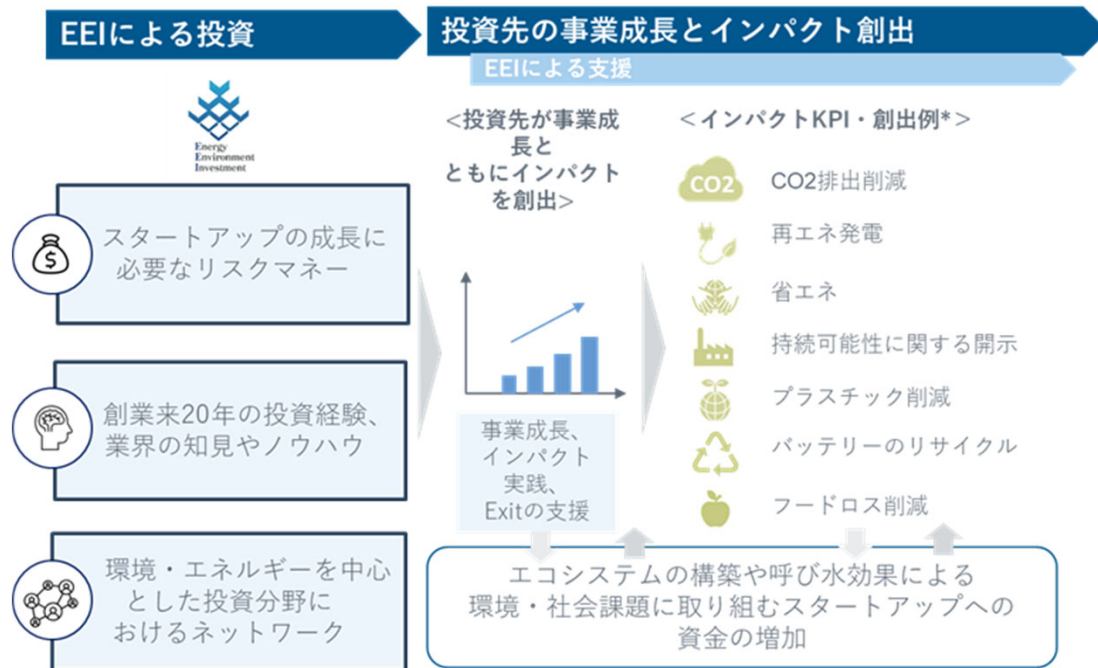 EEIによる投資
Energy
Environment
Investment
スタートアップの成長に
必要なリスクマネー
$
創業来20年の投資経験、
業界の知見やノウハウ
環境・エネルギーを中心
とした投資分野に
おけるネットワーク
投資先の事業成長とインパクト創出
EEIによる支援
<投資先が事業成
長と
ともにインパクト
を創出>
事業成長、
インパクト
実践、
Exitの支援
<インパクトKPI・創出例*>
CO2
CO2排出削減
再エネ発電
省エネ
持続可能性に関する開示
プラスチック削減
バッテリーのリサイクル
フードロス削減
エコシステムの構築や呼び水効果による
環境・社会課題に取り組むスタートアップへの
資金の増加